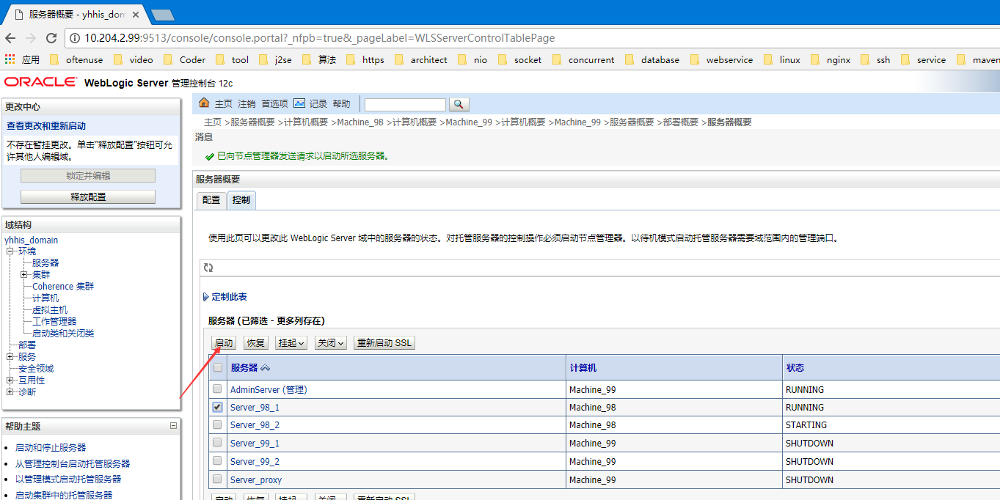 服务器概要 - yhhis_dom
10.204.2.99:9513/console/console.portal?_nfpb=true&_pageLabel=WLSServerControlTablePage
应用 oftenuse video Coder tool j2se 算法 https architect nio socket concurrent database webservice linux nginx ssh service maven
ORACLE WebLogic Server 管理控制台 12c
更改中心
查看更改和重新启动
不存在暂挂更改。单击“释放配置”按钮可允
许其他人编辑域。
锁定并编辑
释放配置
域结构
yhhis_domain
环境
服务器
集群
Coherence 集群
计算机
虚拟主机
工作管理器
启动类和关闭类
部署
服务
安全领域
互用性
诊断
帮助主题
启动和停止服务器
从管理控制台启动托管服务器
以管理模式启动托管服务器
启动集群中的托管服务器
主页 注销 首选项 记录 帮助
主页 >服务器概要 >计算机概要 >Machine_98 >计算机概要 >Machine_99 >计算机概要 >Machine_99 >服务器概要 >部署概要 >服务器概要
消息
已向节点管理器发送请求以启动所选服务器。
服务器概要
配置 控制
使用此页可以更改此 WebLogic Server 域中的服务器的状态。对托管服务器的控制操作必须启动节点管理器。以待机模式启动托管服务器需要域范围内的管理端口。
定制此表
服务器 (已筛选 - 更多列存在)
启动 恢复 挂起 关闭 重新启动 SSL
服务器 计算机 状态
AdminServer (管理) Machine_99 RUNNING
Server_98_1 Machine_98 RUNNING
Server_98_2 Machine_98 STARTING
Server_99_1 Machine_99 SHUTDOWN
Server_99_2 Machine_99 SHUTDOWN
Server_proxy Machine_99 SHUTDOWN
启动 恢复 挂起 关闭 重新启动 SSL